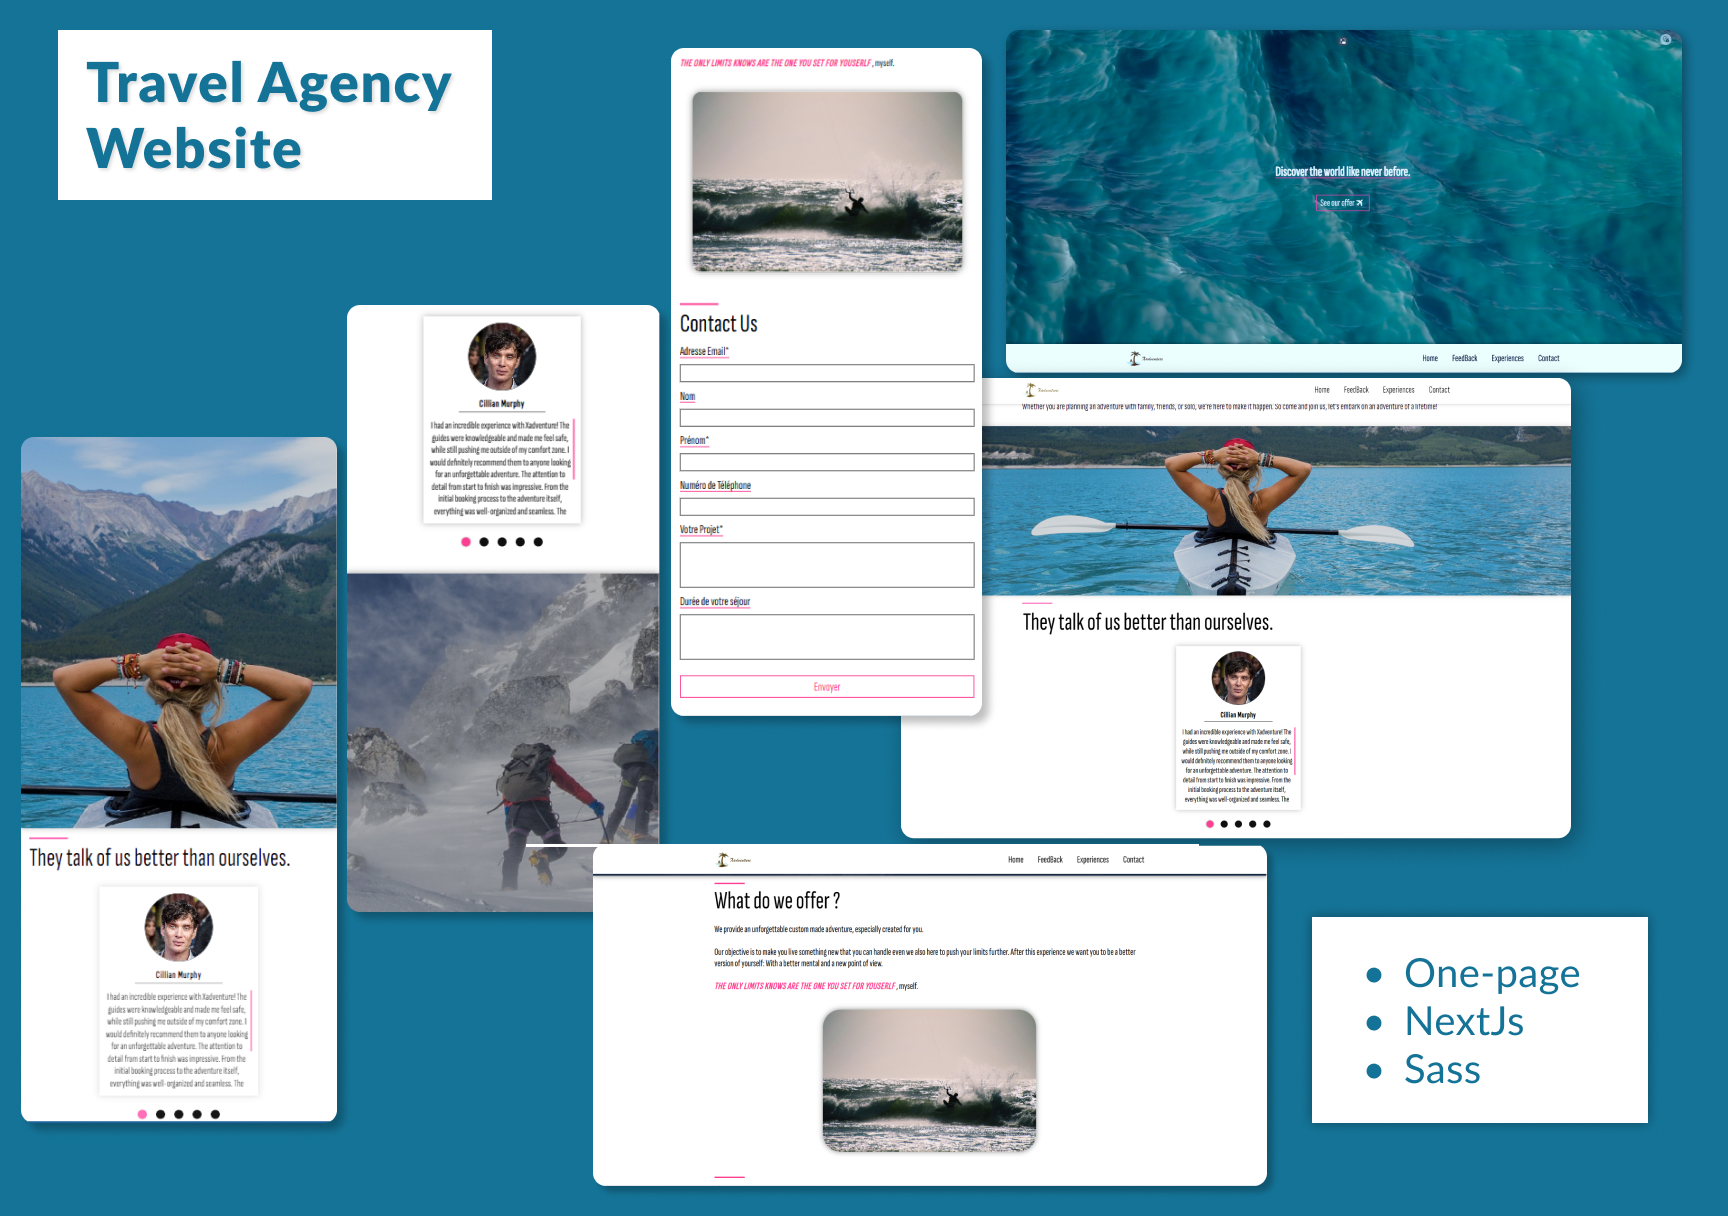 Travel Agency
Website
THE ONLY LIMITS KNOWS ARE THE ONE YOU SET FOR YOUSERLF , myself.
Contact Us
Adresse Email*
Nom
Prénom*
Numéro de Téléphone
Votre Projet*
Durée de votre séjour
Envoyer
Discover the world like never before.
See our offer
Xadventure
Home FeedBack Experiences Contact
Cillian Murphy
I had an incredible experience with Xadventure! The
guides were knowledgeable and made me feel safe,
while still pushing me outside of my comfort zone. I
would definitely recommend them to anyone looking
for an unforgettable adventure. The attention to
detail from start to finish was impressive. From the
initial booking process to the adventure itself,
everything was well-organized and seamless. The
Xadventure
Home FeedBack Experiences Contact
Whether you are planning an adventure with family, friends, or solo, we're here to make it happen. So come and join us, let's embark on an adventure of a lifetime!
They talk of us better than ourselves.
Cillian Murphy
I had an incredible experience with Xadventure! The
guides were knowledgeable and made me feel safe,
while still pushing me outside of my comfort zone. I
would definitely recommend them to anyone looking
for an unforgettable adventure. The attention to
detail from start to finish was impressive. From the
initial booking process to the adventure itself,
everything was well-organized and seamless. The
They talk of us better than ourselves.
Cillian Murphy
I had an incredible experience with Xadventure! The
guides were knowledgeable and made me feel safe,
while still pushing me outside of my comfort zone. I
would definitely recommend them to anyone looking
for an unforgettable adventure. The attention to
detail from start to finish was impressive. From the
initial booking process to the adventure itself,
everything was well-organized and seamless. The
Xadventure
Home FeedBack Experiences Contact
What do we offer ?
We provide an unforgettable custom made adventure, especially created for you.
Our objective is to make you live something new that you can handle even we also here to push your limits further. After this experience we want you to be a better
version of yourself: With a better mental and a new point of view.
THE ONLY LIMITS KNOWS ARE THE ONE YOU SET FOR YOUSERLF , myself.
• One-page
• NextJs
• Sass